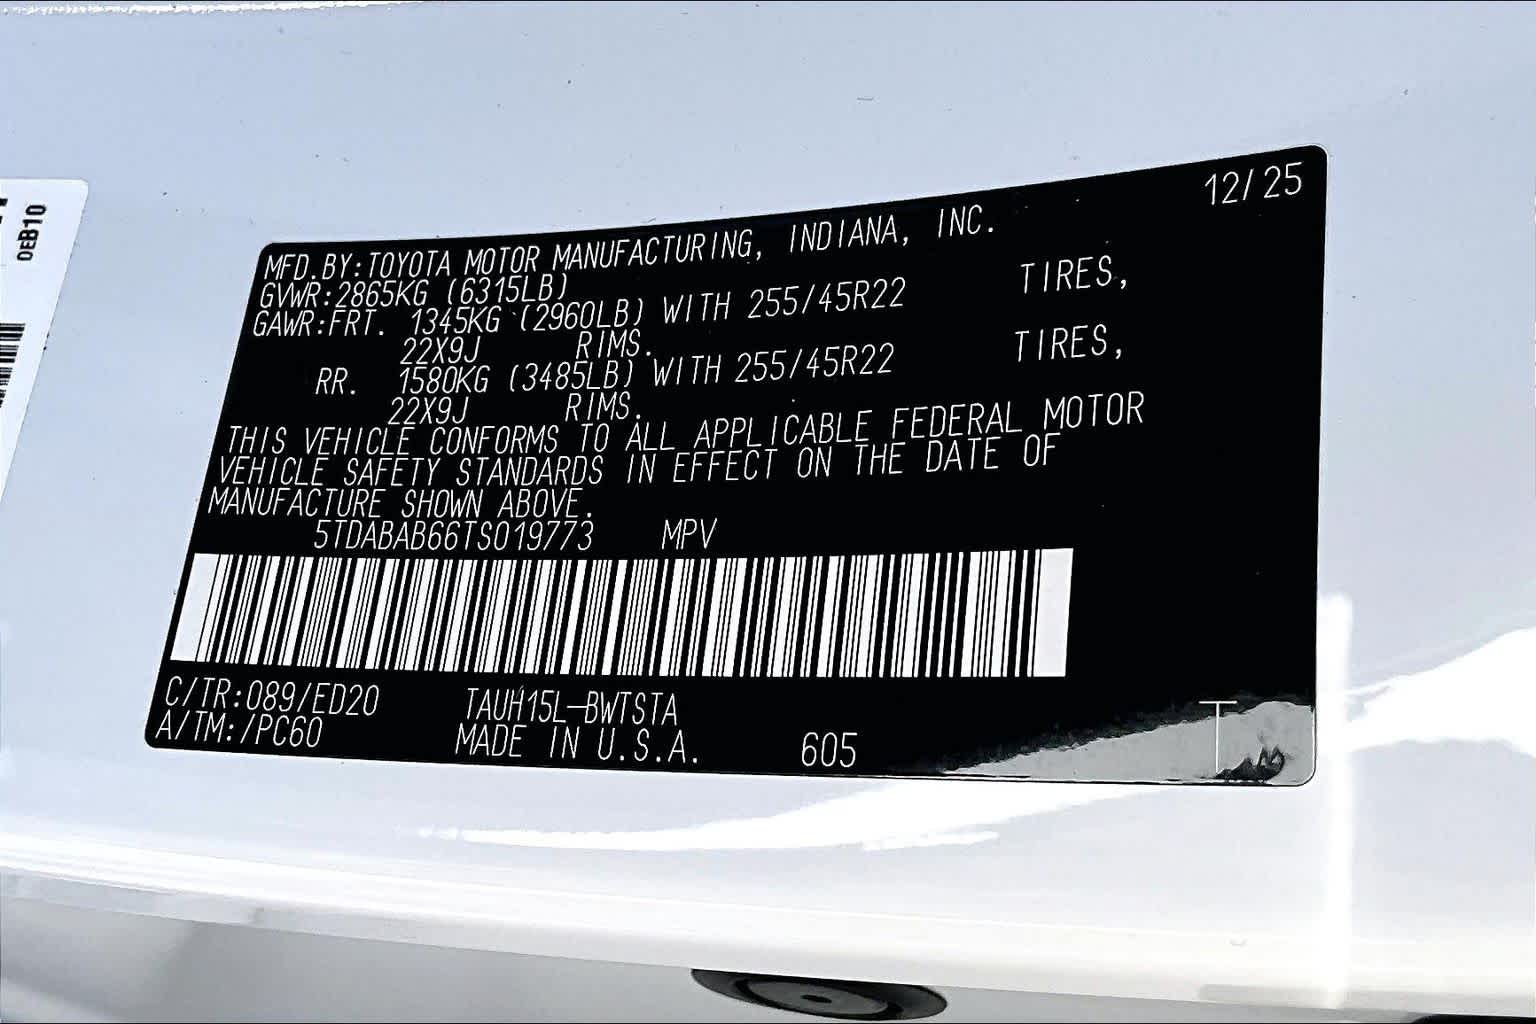 12/25
MFD.BY:TOYOTA MOTOR MANUFACTURING, INDIANA, INC.
GVWR:2865KG (6315LB)
GAWR:FRT. 1345KG (2960LB) WITH 255/45R22 TIRES,
22X9J RIMS.
RR. 1580KG (3485LB) WITH 255/45R22 TIRES,
22X9J RIMS.
THIS VEHICLE CONFORMS TO ALL APPLICABLE FEDERAL MOTOR
VEHICLE SAFETY STANDARDS IN EFFECT ON THE DATE OF
MANUFACTURE SHOWN ABOVE.
5TDABAB66TS019773 MPV
C/TR:089/ED20 TAUH15L-BWTSTA
A/TM:/PC60 MADE IN U.S.A. 605
T
0EB10